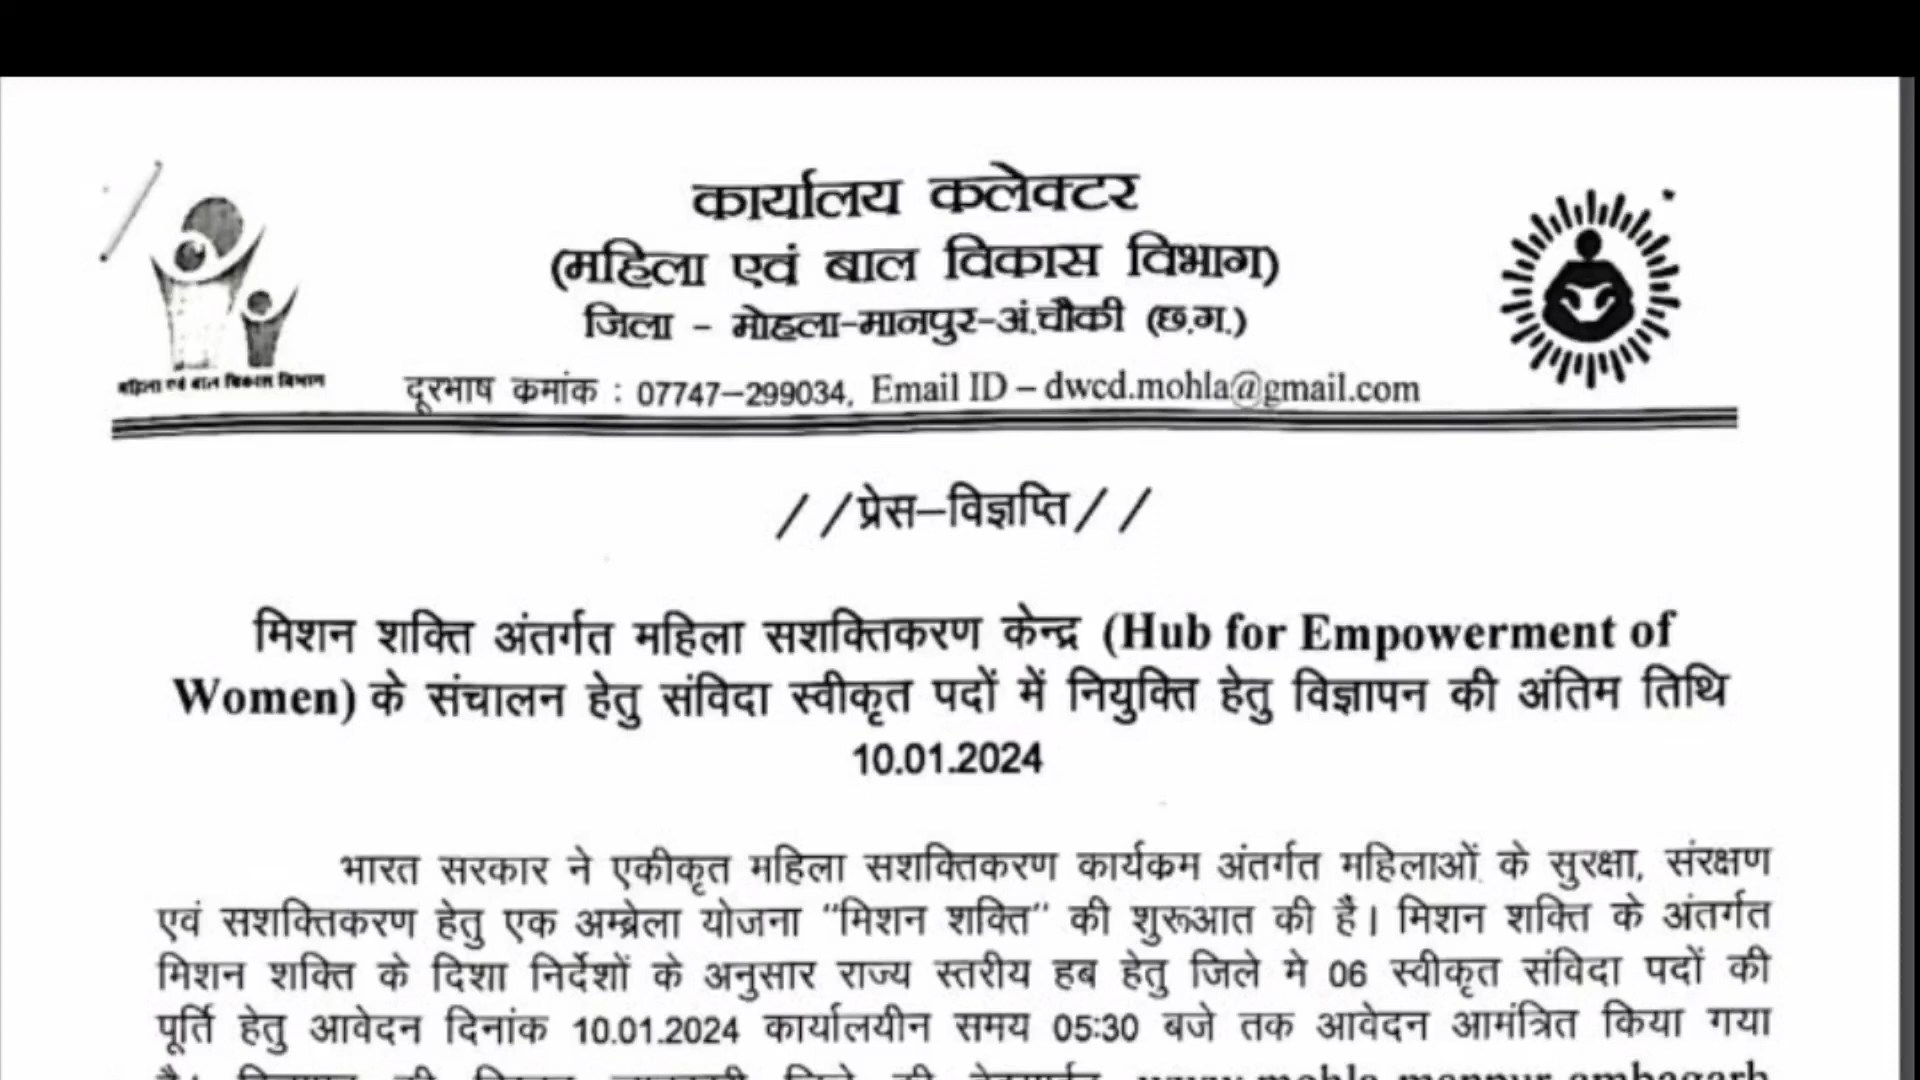 कार्यालय कलेक्टर
(महिला एवं बाल विकास विभाग)
जिला - मोहला-मानपुर-अं.चौकी (छ.ग.)
महिला एवं बाल विकास विभाग
दूरभाष कमांक : 07747-299034, Email ID – dwcd.mohla@gmail.com
//प्रेस-विज्ञप्ति//
मिशन शक्ति अंतर्गत महिला सशक्तिकरण केन्द्र (Hub for Empowerment of
Women) के संचालन हेतु संविदा स्वीकृत पदों में नियुक्ति हेतु विज्ञापन की अंतिम तिथि
10.01.2024
भारत सरकार ने एकीकृत महिला सशक्तिकरण कार्यकम अंतर्गत महिलाओं के सुरक्षा, संरक्षण
एवं सशक्तिकरण हेतु एक अम्ब्रेला योजना "मिशन शक्ति" की शुरूआत की है। मिशन शक्ति के अंतर्गत
मिशन शक्ति के दिशा निर्देशों के अनुसार राज्य स्तरीय हब हेतु जिले मे 06 स्वीकृत संविदा पदों की
पूर्ति हेतु आवेदन दिनांक 10.01.2024 कार्यालयीन समय 05:30 बजे तक आवेदन आमंत्रित किया गया